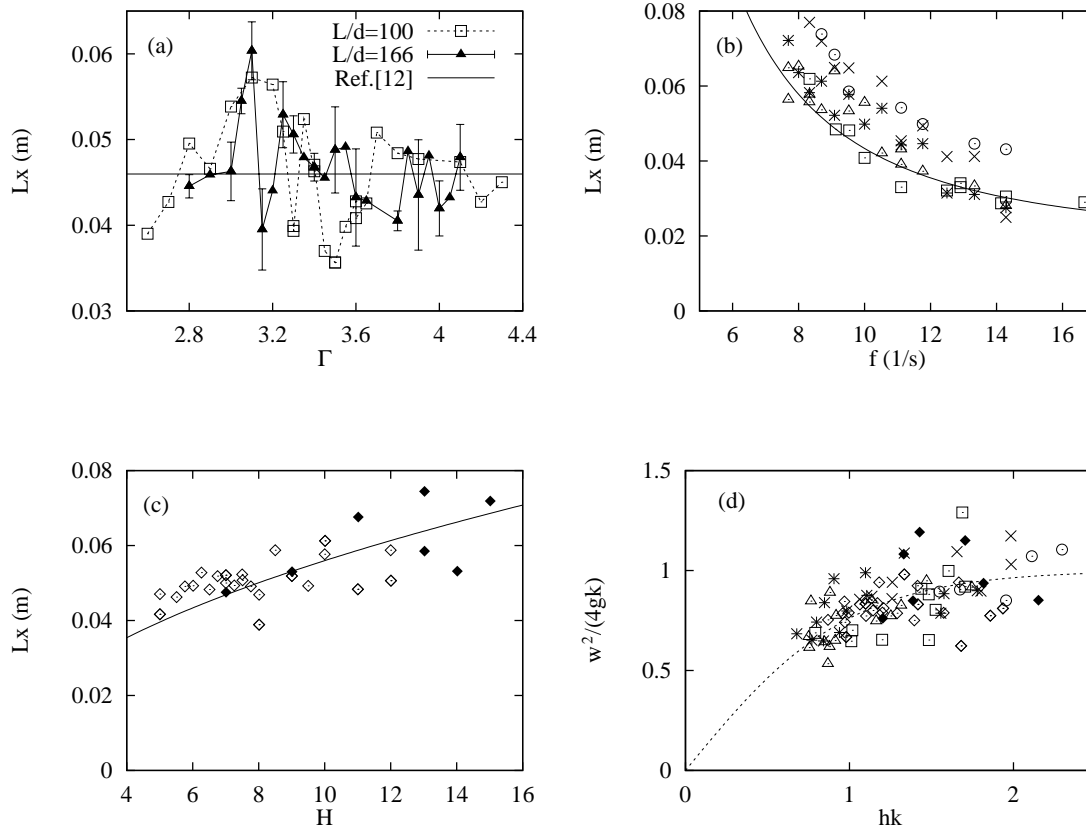 (a)
L/d=100
L/d=166
Ref.[12]
0.06
0.05
0.04
0.03
Lx (m)
2.8 3.2 3.6 4 4.4
Γ
(b)
0.08
0.06
0.04
0.02
0
Lx (m)
6 8 10 12 14 16
f (1/s)
(c)
0.08
0.06
0.04
0.02
0
Lx (m)
4 6 8 10 12 14 16
H
(d)
1.5
1
0.5
0
w²/(4gk)
0 1 2
hk